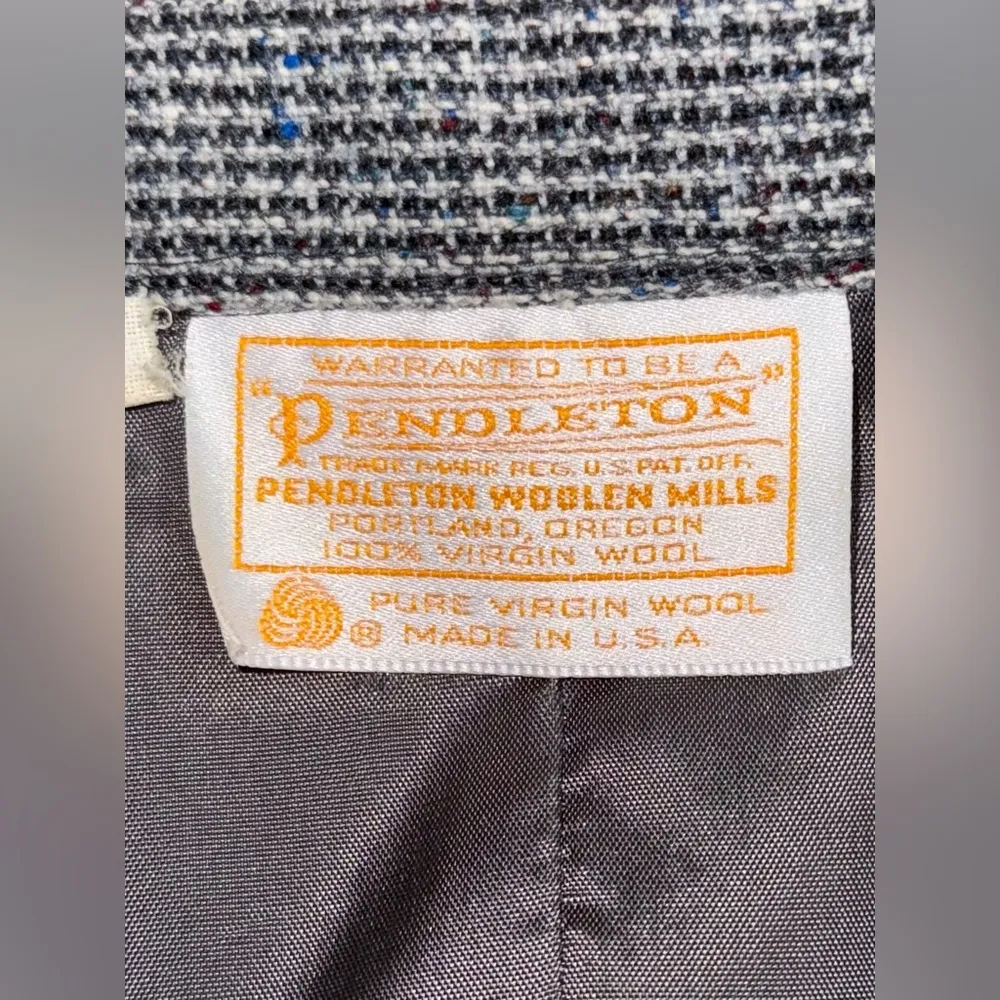 WARRANTED TO BE A
"PENDLETON"
TRADE MARK REG. U.S. PAT. OFF.
PENDLETON WOOLEN MILLS
PORTLAND, OREGON
100% VIRGIN WOOL
PURE VIRGIN WOOL
® MADE IN U.S.A.